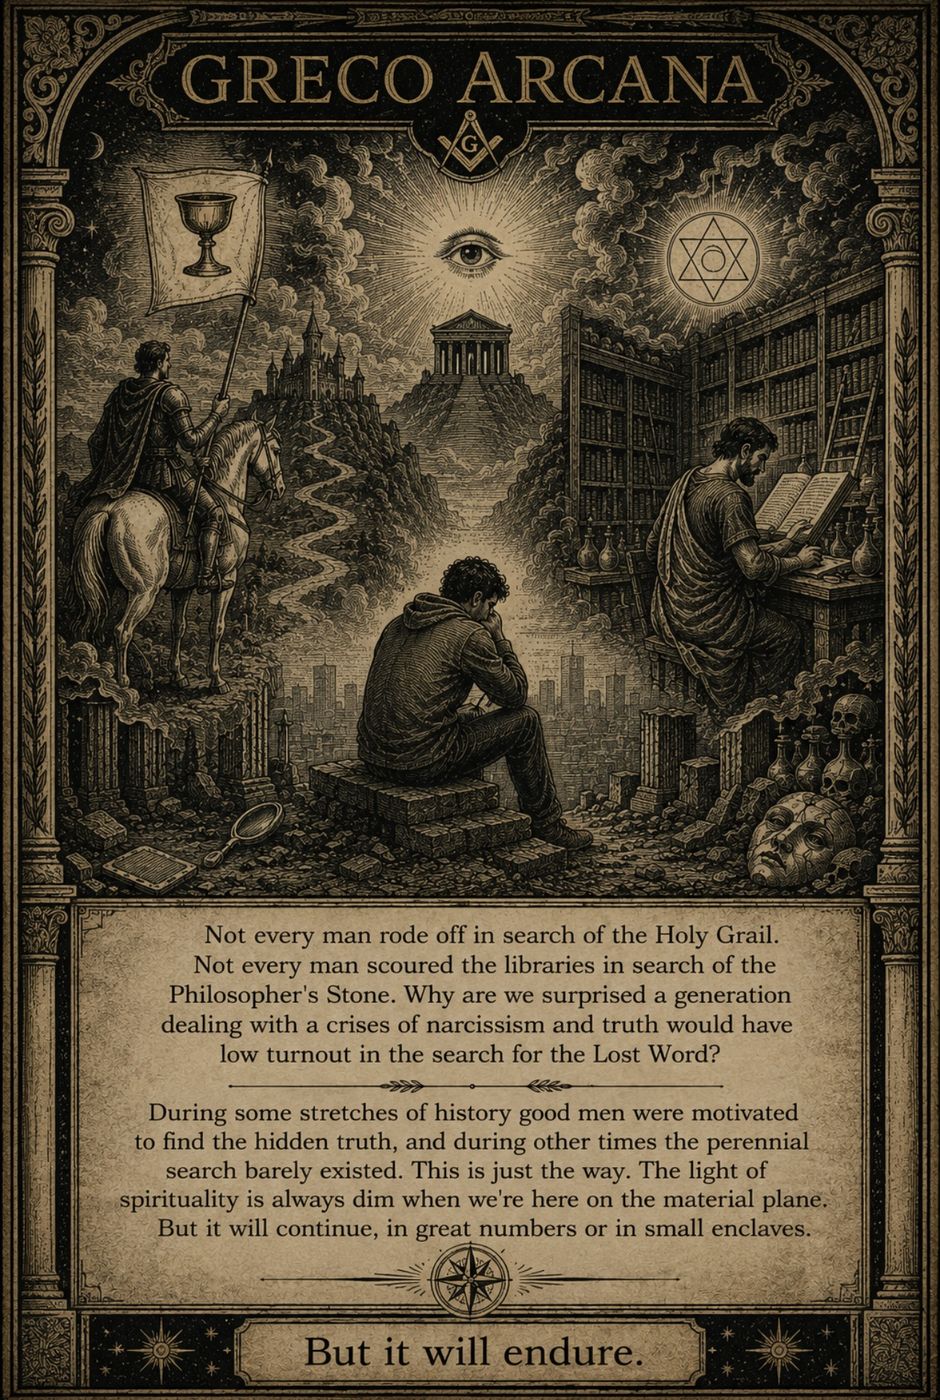 GRECO ARCANA
G
Not every man rode off in search of the Holy Grail.
Not every man scoured the libraries in search of the
Philosopher's Stone. Why are we surprised a generation
dealing with a crises of narcissism and truth would have
low turnout in the search for the Lost Word?
During some stretches of history good men were motivated
to find the hidden truth, and during other times the perennial
search barely existed. This is just the way. The light of
spirituality is always dim when we're here on the material plane.
But it will continue, in great numbers or in small enclaves.
But it will endure.